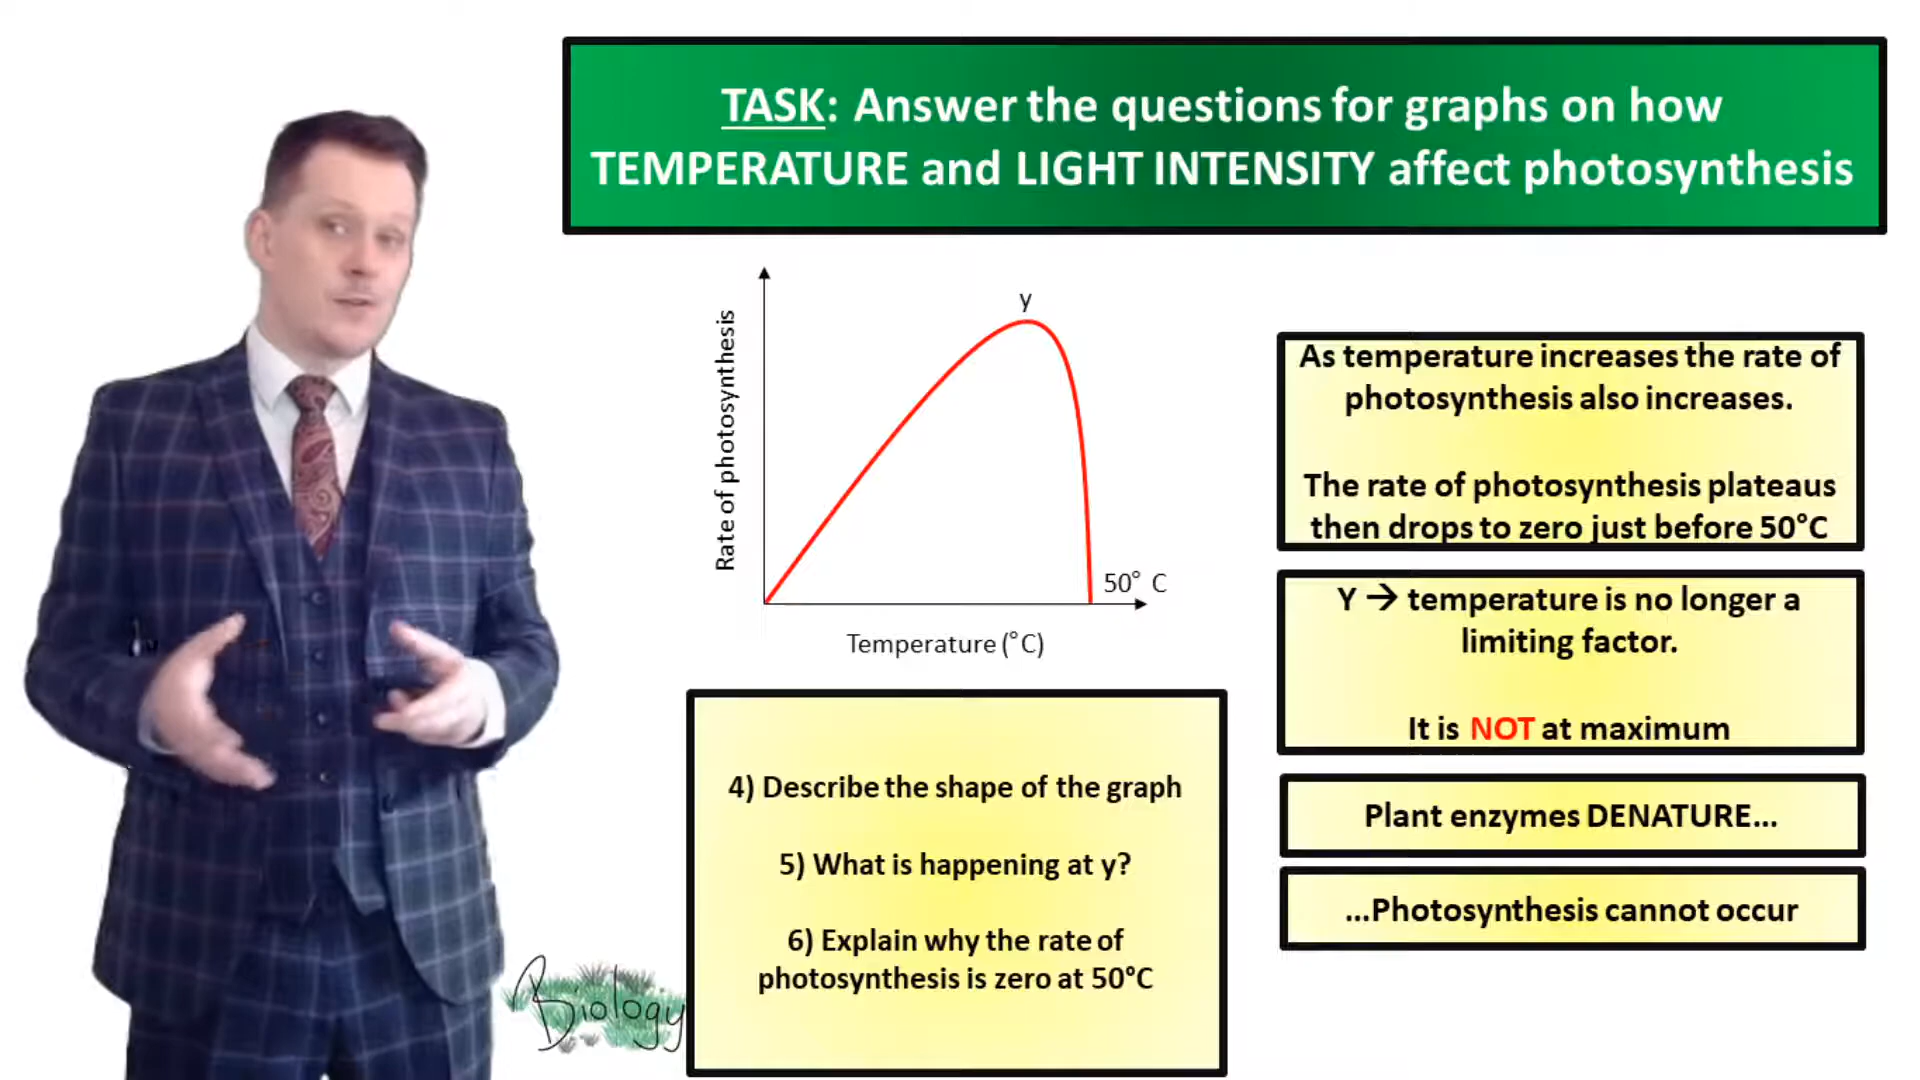 TASK: Answer the questions for graphs on how
TEMPERATURE and LIGHT INTENSITY affect photosynthesis
y
Rate of photosynthesis
50° C
Temperature (°C)
As temperature increases the rate of
photosynthesis also increases.
The rate of photosynthesis plateaus
then drops to zero just before 50°C
Y → temperature is no longer a
limiting factor.
It is NOT at maximum
Plant enzymes DENATURE...
...Photosynthesis cannot occur
4) Describe the shape of the graph
5) What is happening at y?
6) Explain why the rate of
photosynthesis is zero at 50°C
Biology